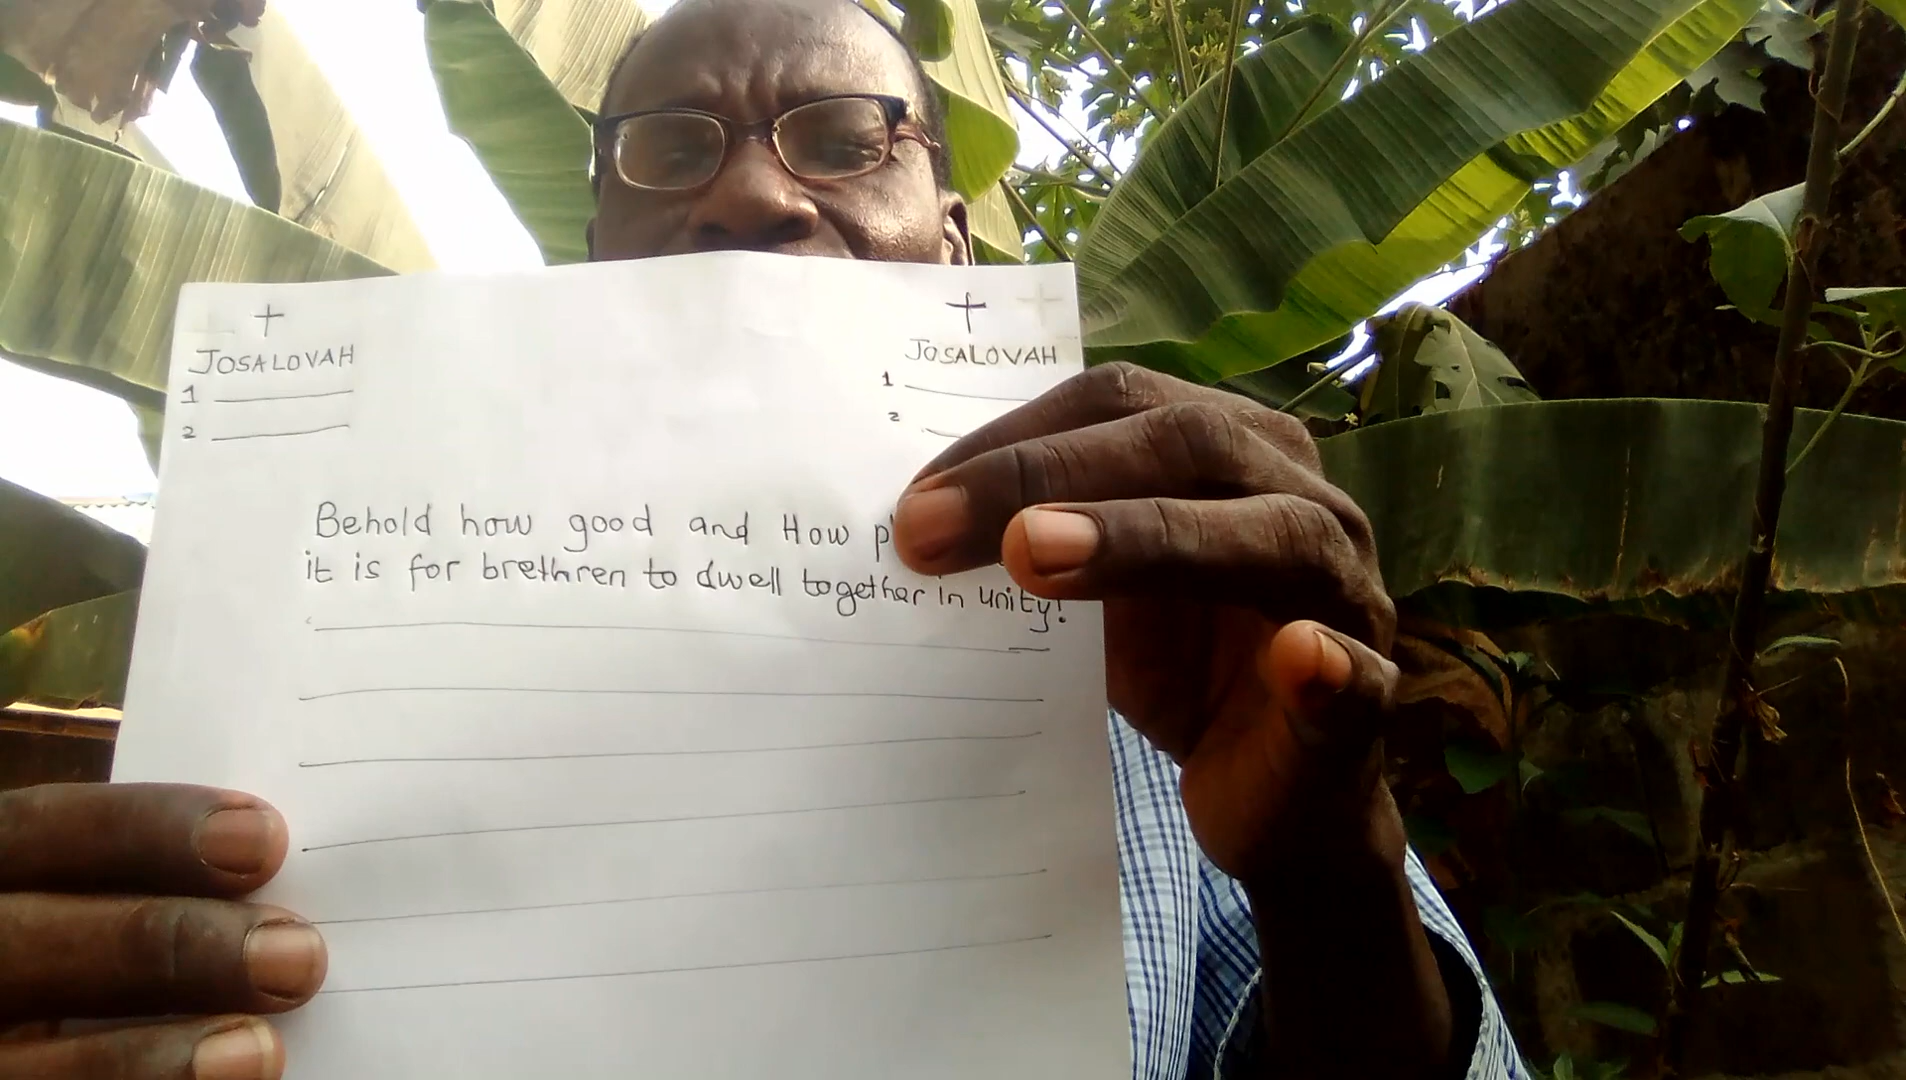 JOSALOVAH
1
2
JOSALOVAH
1
2
Behold how good and How
it is for brethren to dwell together in unity!